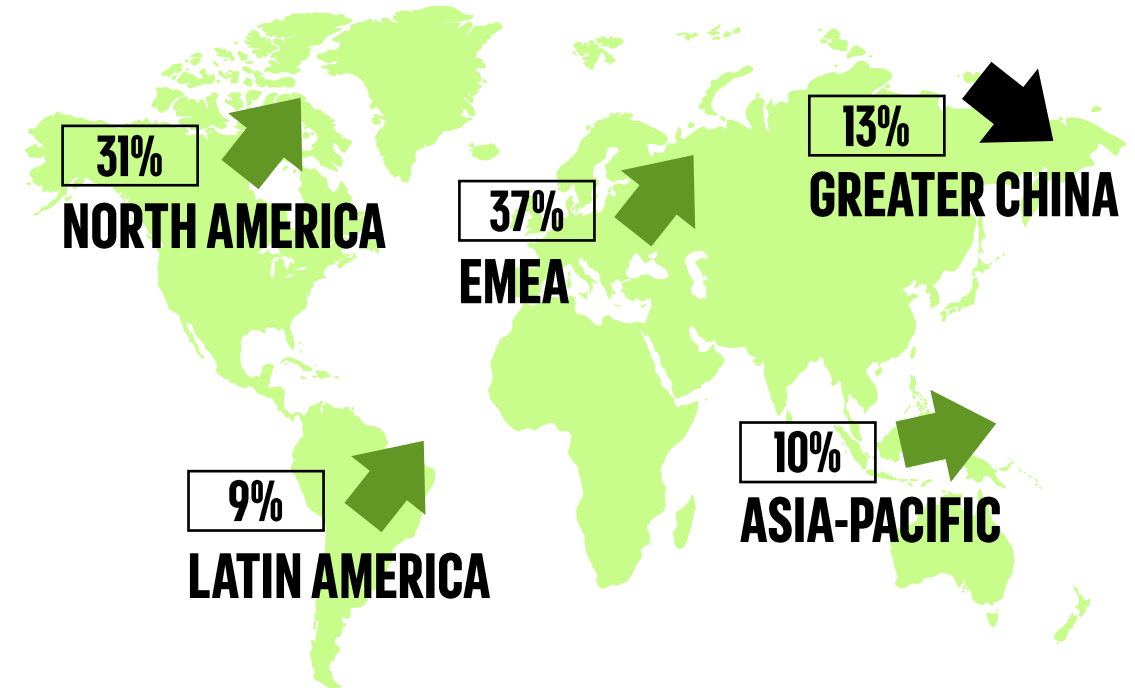 31%
NORTH AMERICA
37%
EMEA
13%
GREATER CHINA
9%
LATIN AMERICA
10%
ASIA-PACIFIC